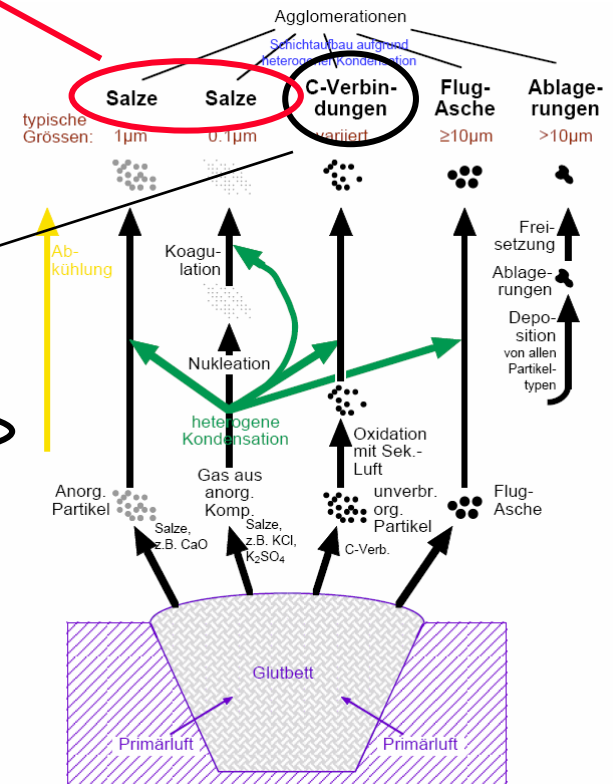 Agglomerationen
Schichtaufbau aufgrund
heterogener Kondensation
Salze
Salze
C-Verbin-
dungen
Flug-
Asche
Ablage-
rungen
typische
Grössen:
1µm
0.1µm
variiert
≥10µm
>10µm
Ab-
kühlung
Koagu-
lation
Nukleation
heterogene
Kondensation
Frei-
setzung
Ablage-
rungen
Depo-
sition
von allen
Partikel-
typen
Oxidation
mit Sek.-
Luft
Anorg.
Partikel
Gas aus
anorg.
Komp.
unverbr.
org.
Partikel
Flug-
Asche
Salze,
z.B. CaO
Salze,
z.B. KCl,
K₂SO₄
C-Verb.
Glutbett
Primärluft
Primärluft